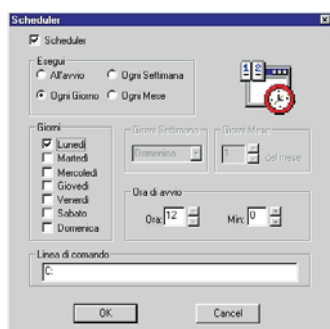 Scheduler
Scheduler
Esegui
All'avvio
Ogni Settimana
Ogni Giorno
Ogni Mese
1 2
Giorni
Lunedì
Martedì
Mercoledì
Giovedì
Venerdì
Sabato
Domenica
Giorni Settimana
Domenica
Giorni Mese
1
del mese
Ora di avvio
Ora:
12
Min:
0
Linea di comando
C:
OK
Cancel